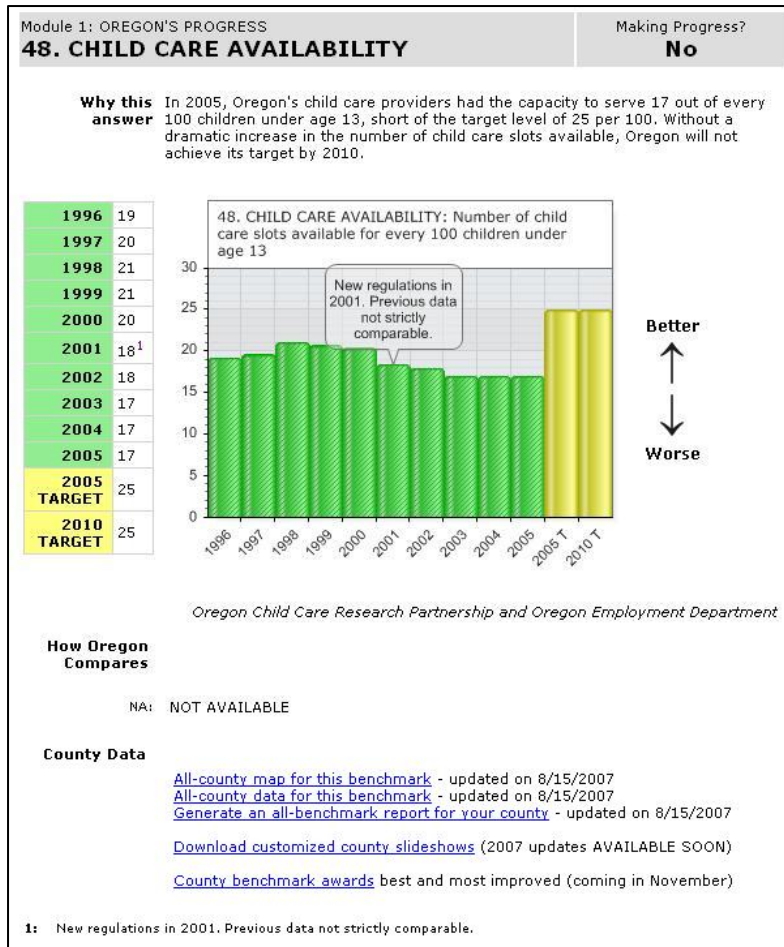 Module 1: OREGON'S PROGRESS
48. CHILD CARE AVAILABILITY
Making Progress?
No
Why this answer
In 2005, Oregon's child care providers had the capacity to serve 17 out of every
100 children under age 13, short of the target level of 25 per 100. Without a
dramatic increase in the number of child care slots available, Oregon will not
achieve its target by 2010.
1996 19
1997 20
1998 21
1999 21
2000 20
2001 18¹
2002 18
2003 17
2004 17
2005 17
2005 TARGET 25
2010 TARGET 25
48. CHILD CARE AVAILABILITY: Number of child
care slots available for every 100 children under
age 13
New regulations in
2001. Previous data
not strictly
comparable.
30
25
20
15
10
5
0
1996 1997 1998 1999 2000 2001 2002 2003 2004 2005 2005 T 2010 T
Better
Worse
Oregon Child Care Research Partnership and Oregon Employment Department
How Oregon
Compares
NA: NOT AVAILABLE
County Data
All-county map for this benchmark - updated on 8/15/2007
All-county data for this benchmark - updated on 8/15/2007
Generate an all-benchmark report for your county - updated on 8/15/2007
Download customized county slideshows (2007 updates AVAILABLE SOON)
County benchmark awards best and most improved (coming in November)
1: New regulations in 2001. Previous data not strictly comparable.